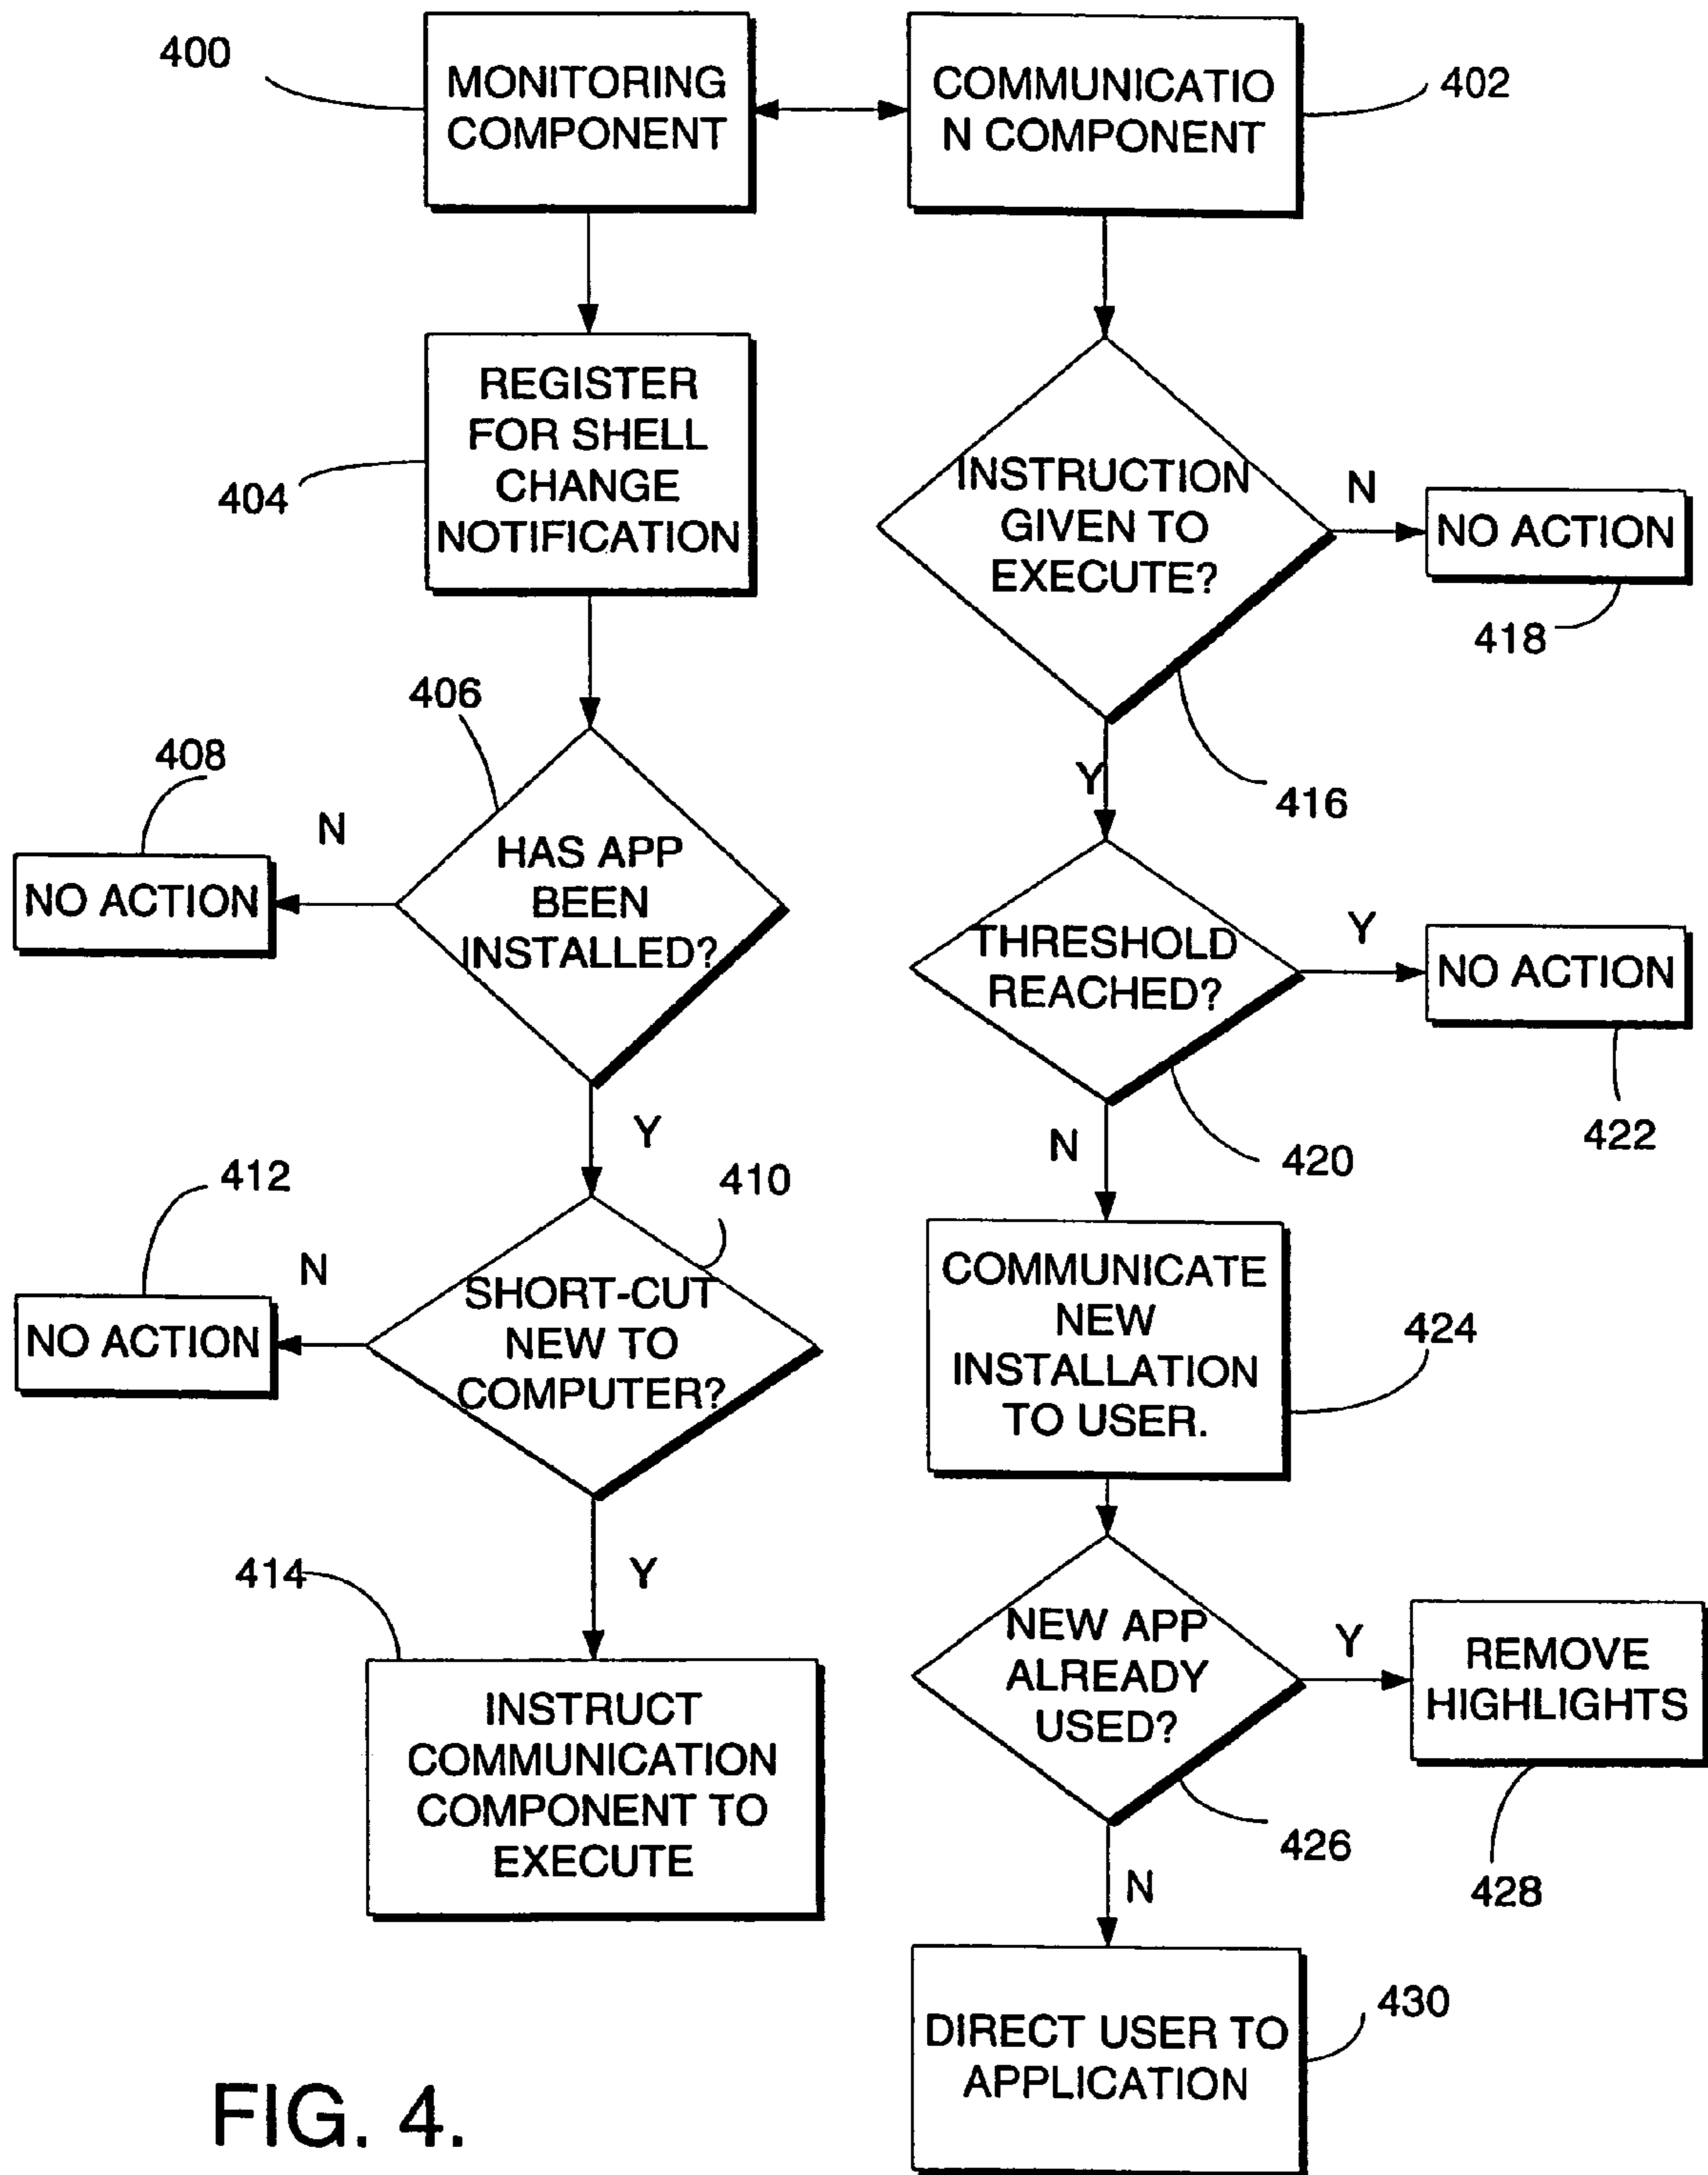 400
MONITORING
COMPONENT
COMMUNICATIO
N COMPONENT
402
REGISTER
FOR SHELL
CHANGE
NOTIFICATION
404
406
HAS APP
BEEN
INSTALLED?
N
408
NO ACTION
Y
410
SHORT-CUT
NEW TO
COMPUTER?
N
412
NO ACTION
Y
414
INSTRUCT
COMMUNICATION
COMPONENT TO
EXECUTE
INSTRUCTION
GIVEN TO
EXECUTE?
N
NO ACTION
418
416
Y
THRESHOLD
REACHED?
Y
NO ACTION
422
420
N
COMMUNICATE
NEW
INSTALLATION
TO USER.
424
NEW APP
ALREADY
USED?
Y
REMOVE
HIGHLIGHTS
428
426
N
DIRECT USER TO
APPLICATION
430
FIG. 4.